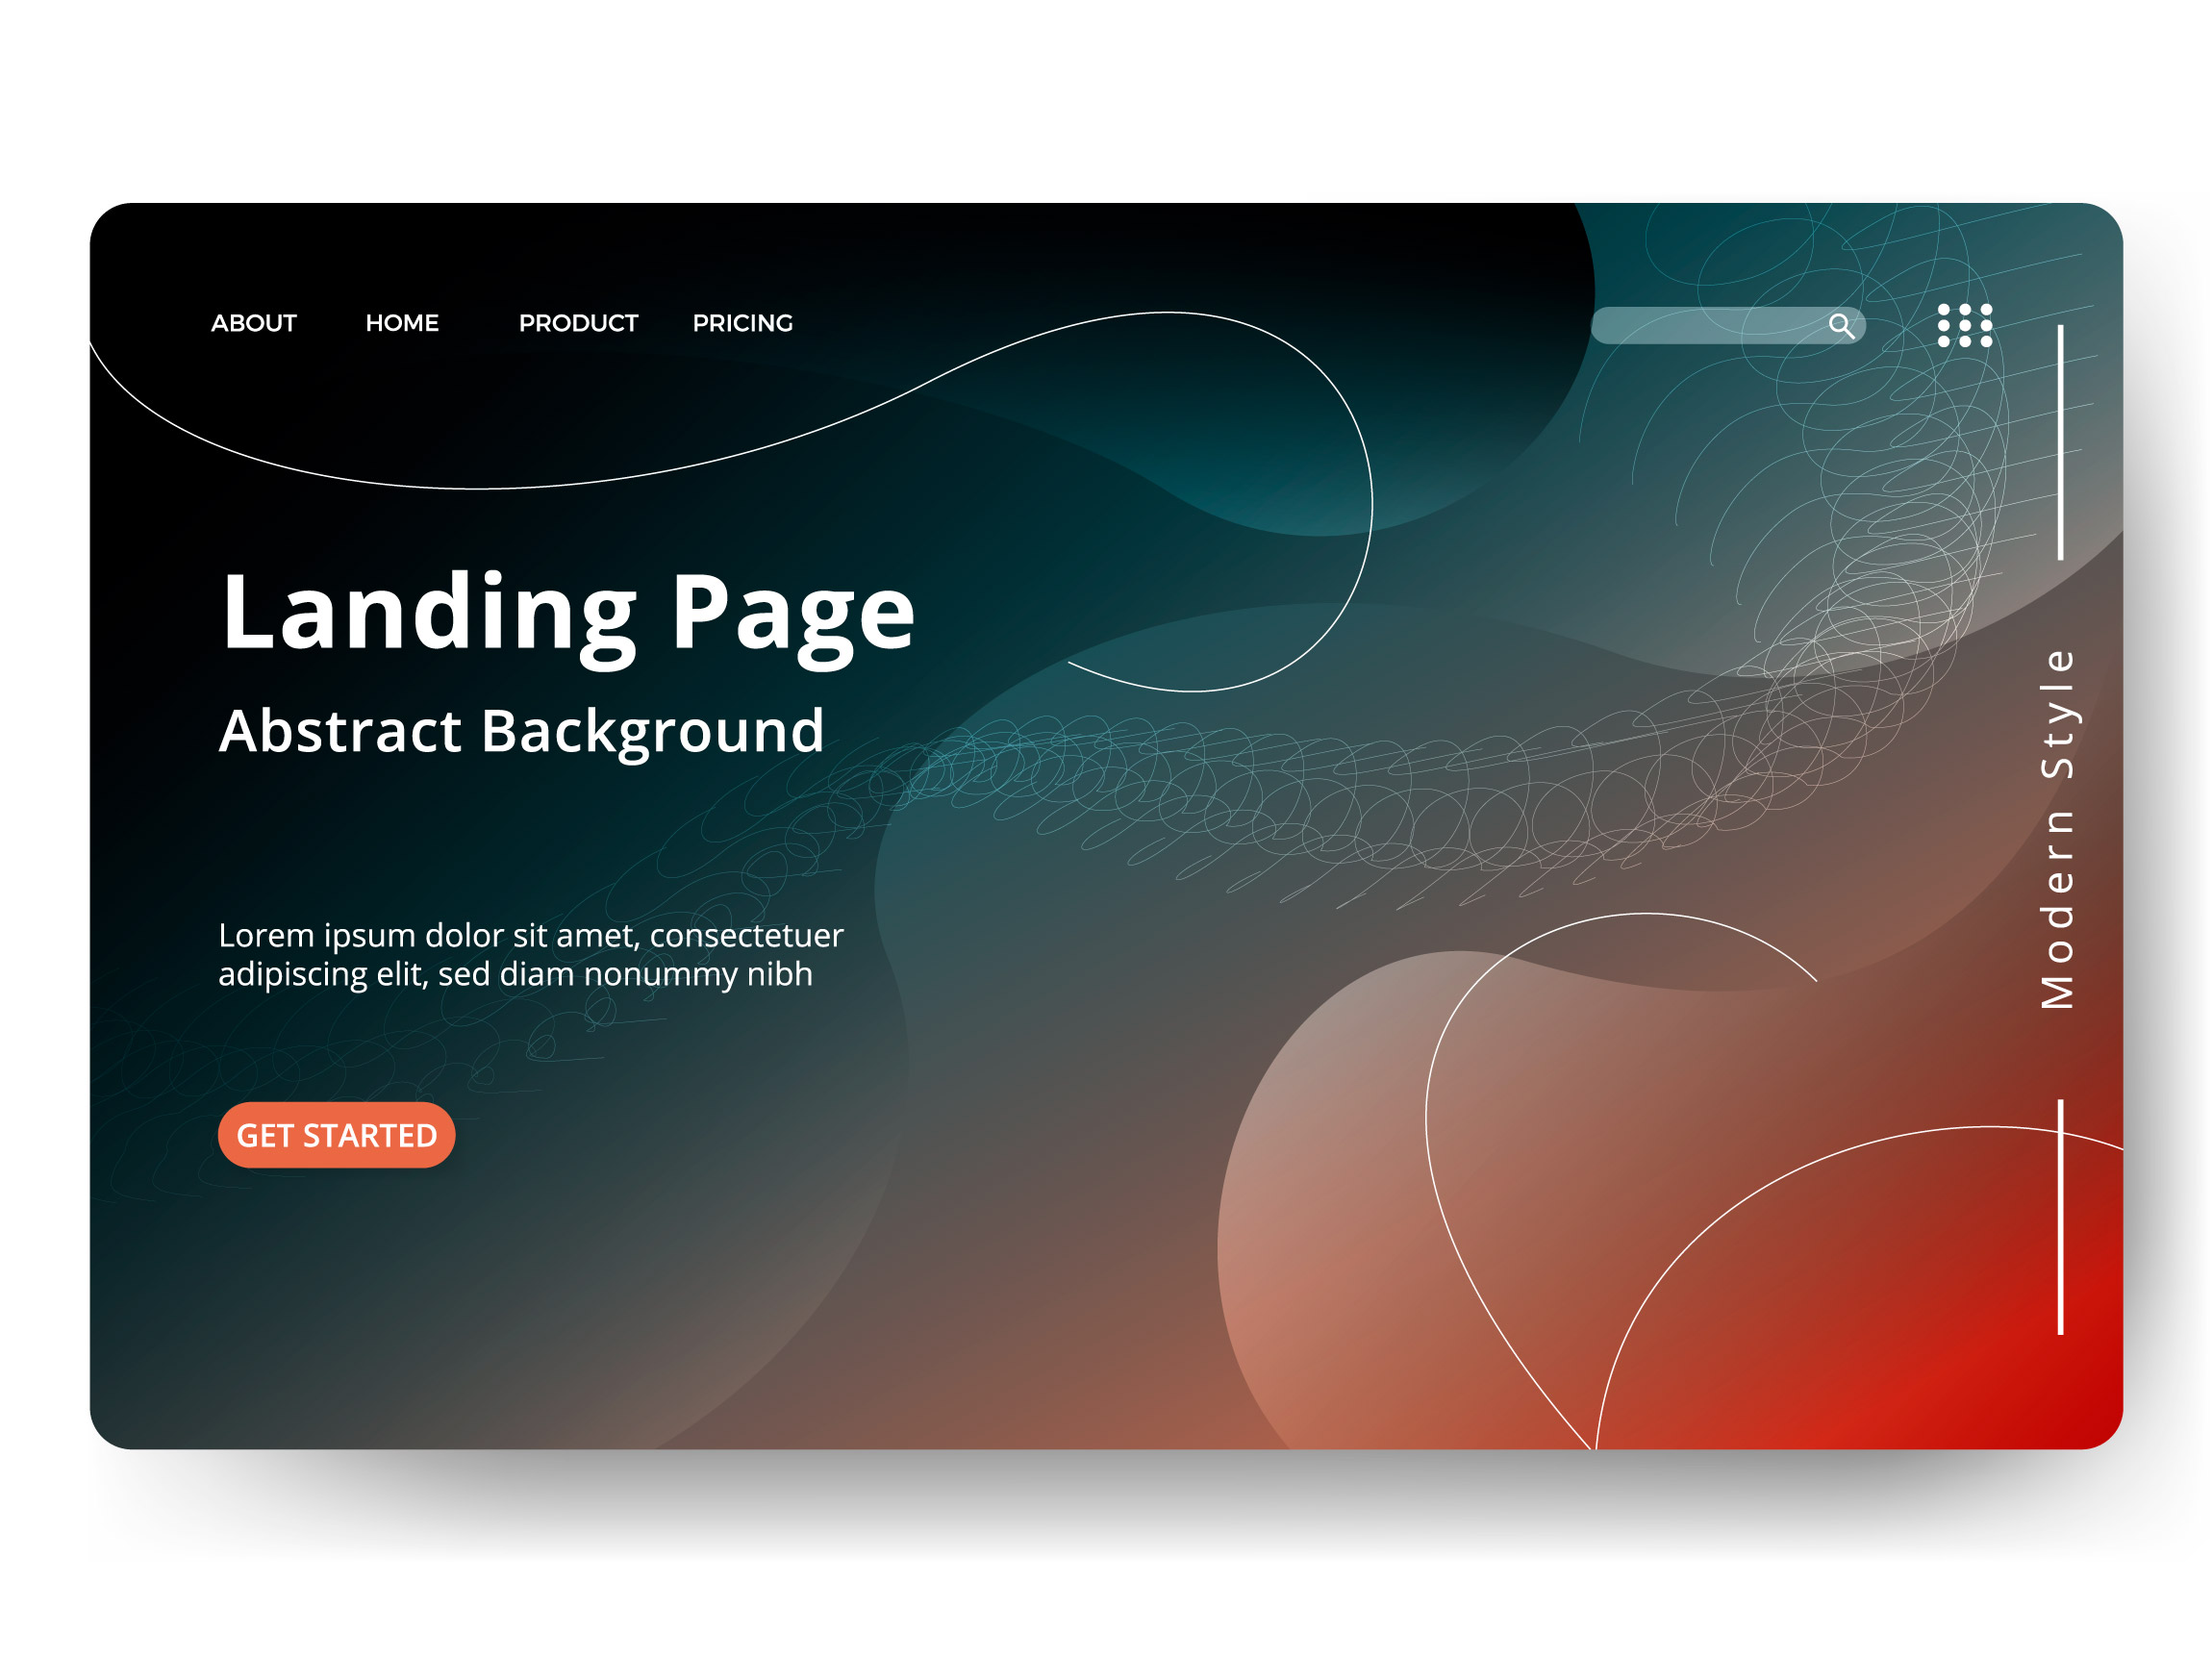 ABOUT HOME PRODUCT PRICING
Landing Page
Abstract Background
Lorem ipsum dolor sit amet, consectetuer
adipiscing elit, sed diam nonummy nibh
GET STARTED
Modern Style